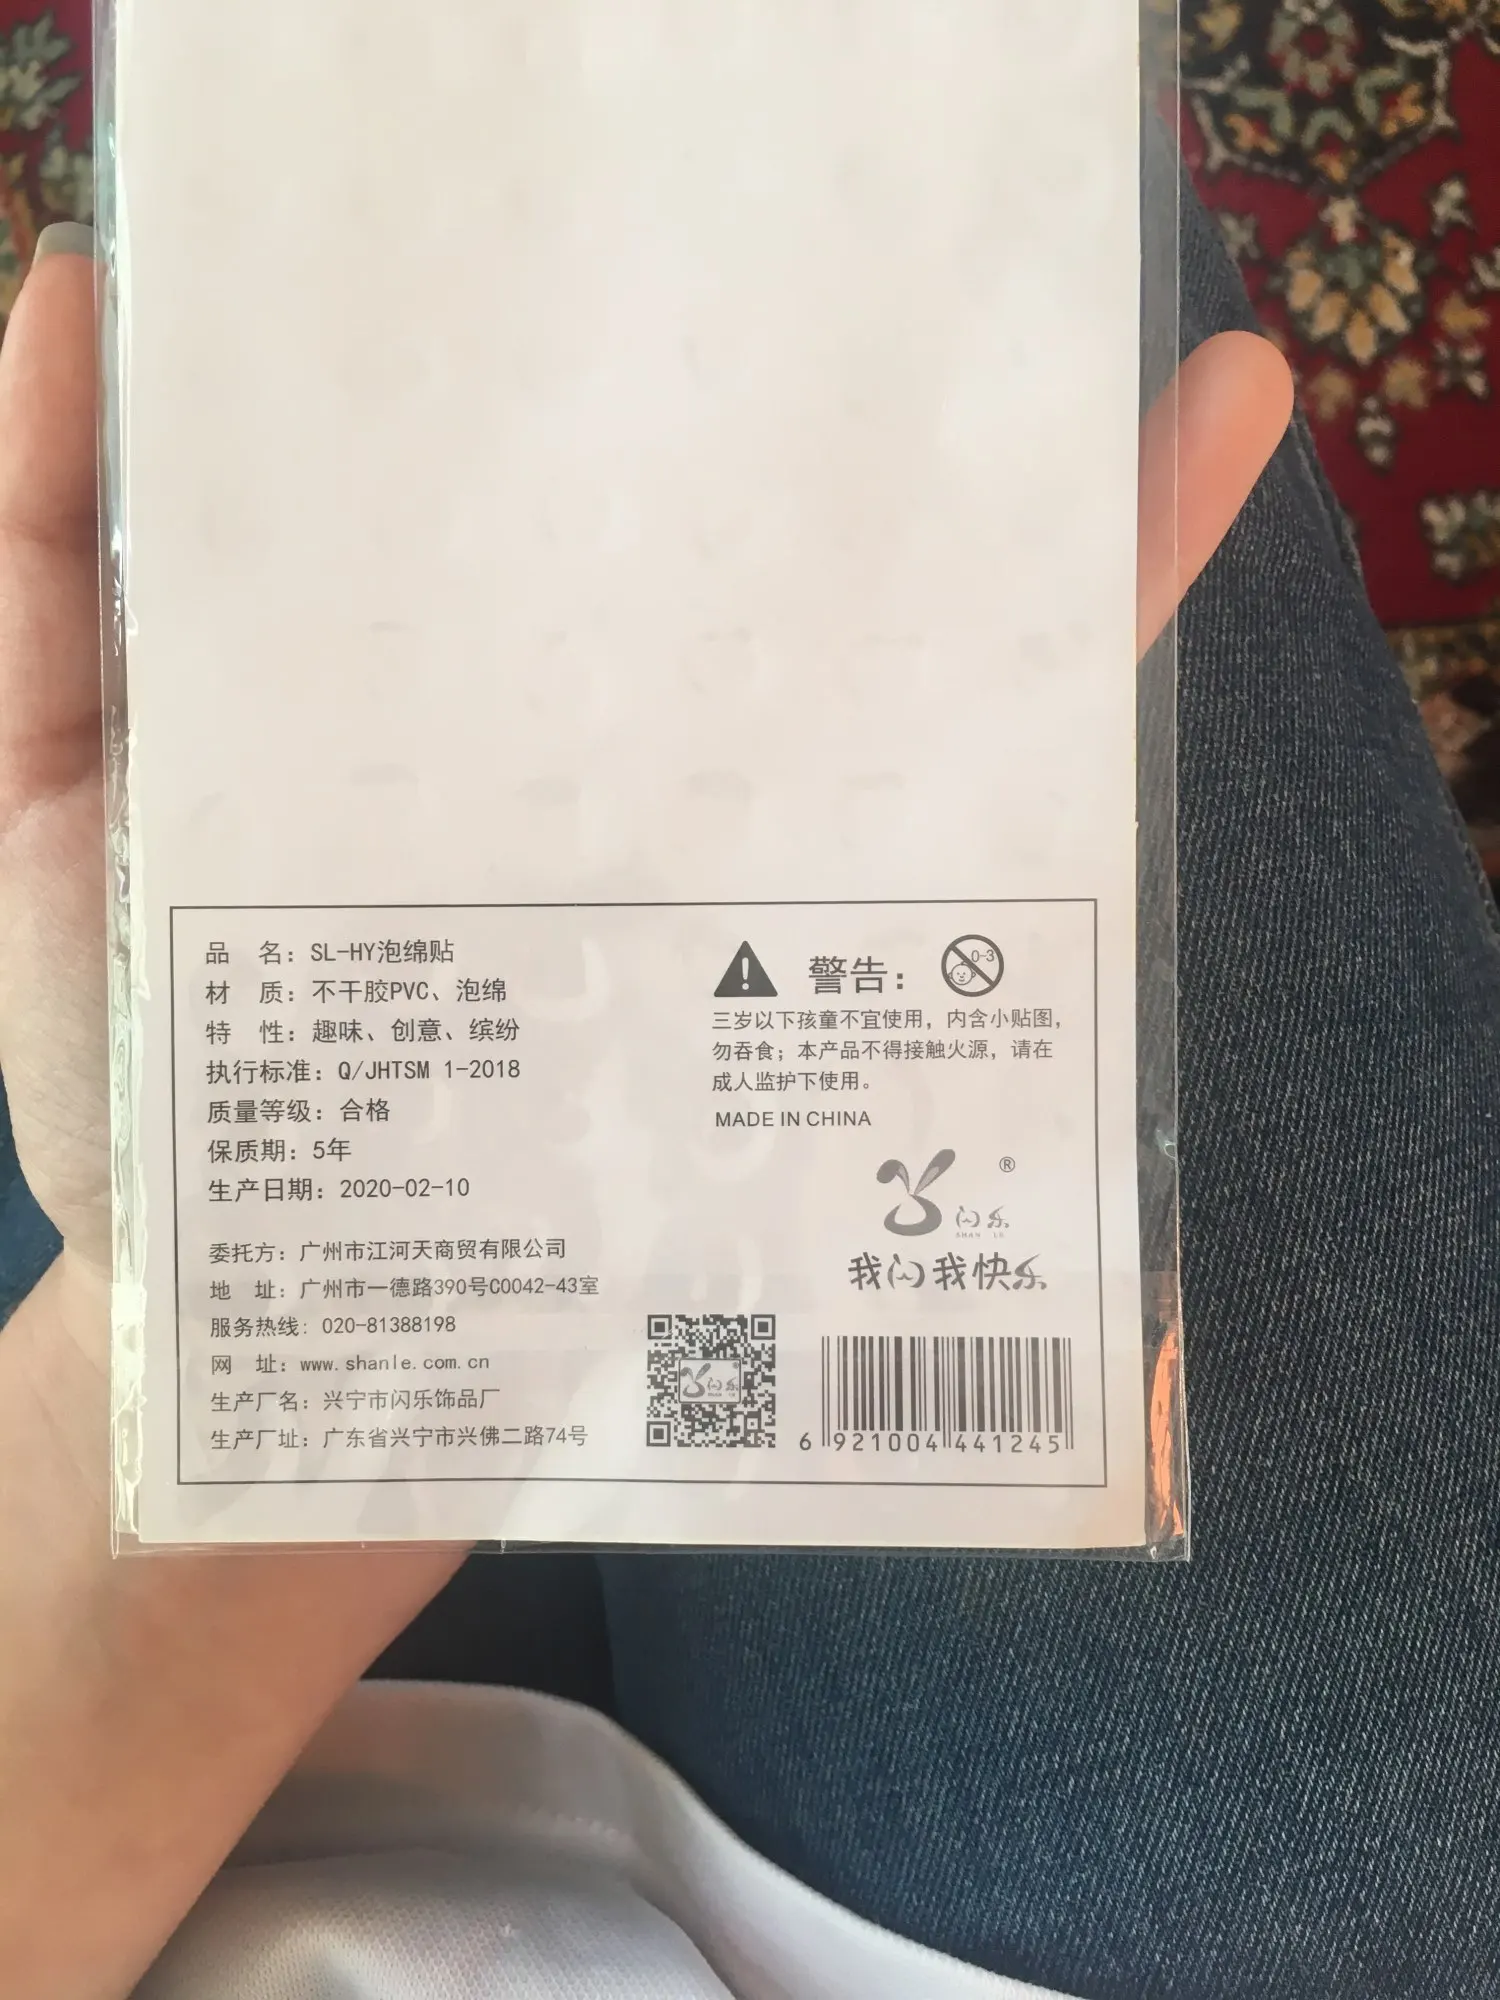 品 名：SL-HY泡绵贴
材 质：不干胶PVC、泡绵
特 性：趣味、创意、缤纷
执行标准：Q/JHTSM 1-2018
质量等级：合格
保质期：5年
生产日期：2020-02-10
委托方：广州市江河天商贸有限公司
地 址：广州市一德路390号C0042-43室
服务热线：020-81388198
网 址：www.shanle.com.cn
生产厂名：兴宁市闪乐饰品厂
生产厂址：广东省兴宁市兴佛二路74号
警告：
0-3
三岁以下孩童不宜使用，内含小贴图，
勿吞食；本产品不得接触火源，请在
成人监护下使用。
MADE IN CHINA
®
闪乐
SHAN LE
我闪我快乐
闪乐
6 921004 441245